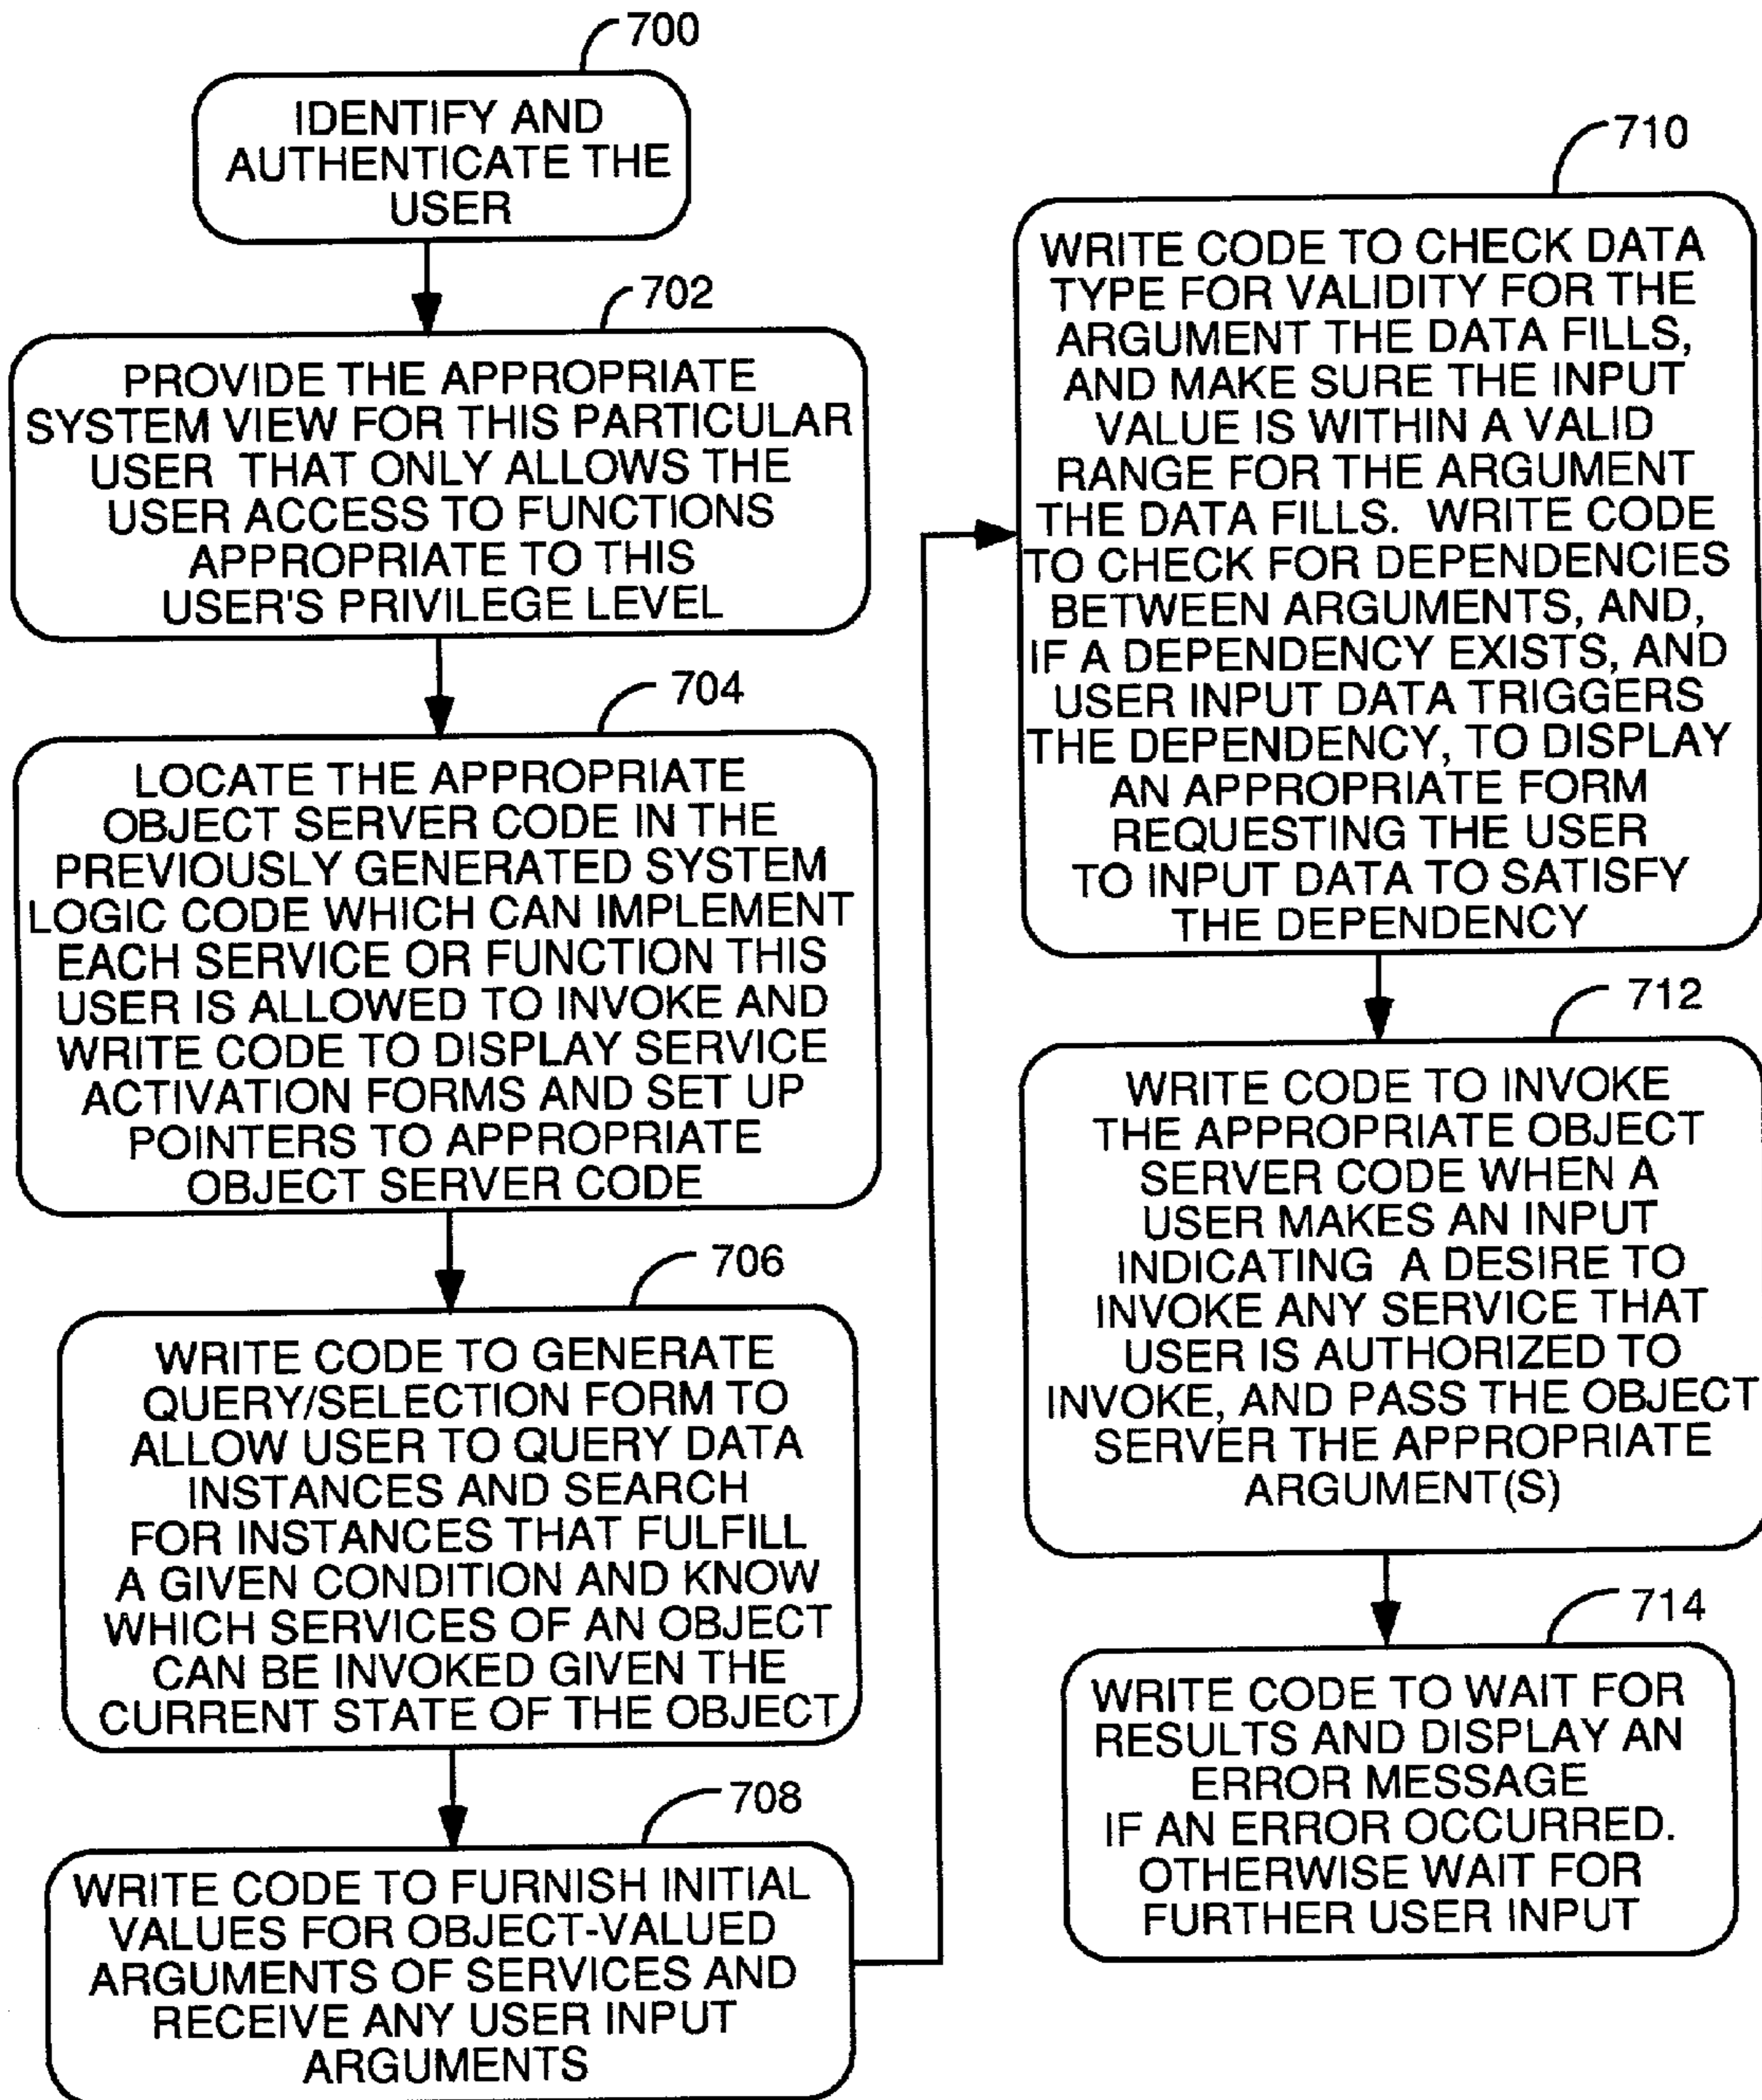 700
IDENTIFY AND
AUTHENTICATE THE
USER
702
PROVIDE THE APPROPRIATE
SYSTEM VIEW FOR THIS PARTICULAR
USER THAT ONLY ALLOWS THE
USER ACCESS TO FUNCTIONS
APPROPRIATE TO THIS
USER'S PRIVILEGE LEVEL
704
LOCATE THE APPROPRIATE
OBJECT SERVER CODE IN THE
PREVIOUSLY GENERATED SYSTEM
LOGIC CODE WHICH CAN IMPLEMENT
EACH SERVICE OR FUNCTION THIS
USER IS ALLOWED TO INVOKE AND
WRITE CODE TO DISPLAY SERVICE
ACTIVATION FORMS AND SET UP
POINTERS TO APPROPRIATE
OBJECT SERVER CODE
706
WRITE CODE TO GENERATE
QUERY/SELECTION FORM TO
ALLOW USER TO QUERY DATA
INSTANCES AND SEARCH
FOR INSTANCES THAT FULFILL
A GIVEN CONDITION AND KNOW
WHICH SERVICES OF AN OBJECT
CAN BE INVOKED GIVEN THE
CURRENT STATE OF THE OBJECT
708
WRITE CODE TO FURNISH INITIAL
VALUES FOR OBJECT-VALUED
ARGUMENTS OF SERVICES AND
RECEIVE ANY USER INPUT
ARGUMENTS
710
WRITE CODE TO CHECK DATA
TYPE FOR VALIDITY FOR THE
ARGUMENT THE DATA FILLS,
AND MAKE SURE THE INPUT
VALUE IS WITHIN A VALID
RANGE FOR THE ARGUMENT
THE DATA FILLS. WRITE CODE
TO CHECK FOR DEPENDENCIES
BETWEEN ARGUMENTS, AND,
IF A DEPENDENCY EXISTS, AND
USER INPUT DATA TRIGGERS
THE DEPENDENCY, TO DISPLAY
AN APPROPRIATE FORM
REQUESTING THE USER
TO INPUT DATA TO SATISFY
THE DEPENDENCY
712
WRITE CODE TO INVOKE
THE APPROPRIATE OBJECT
SERVER CODE WHEN A
USER MAKES AN INPUT
INDICATING A DESIRE TO
INVOKE ANY SERVICE THAT
USER IS AUTHORIZED TO
INVOKE, AND PASS THE OBJECT
SERVER THE APPROPRIATE
ARGUMENT(S)
714
WRITE CODE TO WAIT FOR
RESULTS AND DISPLAY AN
ERROR MESSAGE
IF AN ERROR OCCURRED.
OTHERWISE WAIT FOR
FURTHER USER INPUT